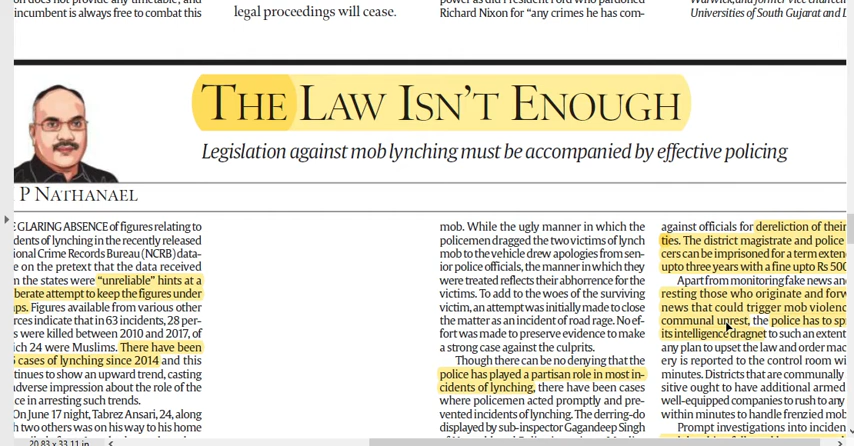 incumbent is always free to combat this
legal proceedings will cease.
Richard Nixon for “any crimes he has com-
Universities of South Gujarat and
THE LAW ISN’T ENOUGH
Legislation against mob lynching must be accompanied by effective policing
P NATHANAEL
GLARING ABSENCE of figures relating to
dents of lynching in the recently released
ional Crime Records Bureau (NCRB) data-
e on the pretext that the data received
m the states were “unreliable” hints at a
berate attempt to keep the figures under
ps. Figures available from various other
rces indicate that in 63 incidents, 28 per-
s were killed between 2010 and 2017, of
ich 24 were Muslims. There have been
cases of lynching since 2014 and this
tinues to show an upward trend, casting
adverse impression about the role of the
ce in arresting such trends.
On June 17 night, Tabrez Ansari, 24, along
h two others was on his way to his home
mob. While the ugly manner in which the
policemen dragged the two victims of lynch
mob to the vehicle drew apologies from sen-
ior police officials, the manner in which they
were treated reflects their abhorrence for the
victims. To add to the woes of the surviving
victim, an attempt was initially made to close
the matter as an incident of road rage. No ef-
fort was made to preserve evidence to make
a strong case against the culprits.
Though there can be no denying that the
police has played a partisan role in most in-
cidents of lynching, there have been cases
where policemen acted promptly and pre-
vented incidents of lynching. The derring-do
displayed by sub-inspector Gagandeep Singh
against officials for dereliction of their
ties. The district magistrate and police
cers can be imprisoned for a term exten
upto three years with a fine upto Rs 500
Apart from monitoring fake news and
resting those who originate and forw
news that could trigger mob violence
communal unrest, the police has to sp
its intelligence dragnet to such an extent
any plan to upset the law and order mac
ery is reported to the control room wi
minutes. Districts that are communally
sitive ought to have additional armed
well-equipped companies to rush to any
within minutes to handle frenzied mob
Prompt investigations into inciden
20.83 x 33.11 in